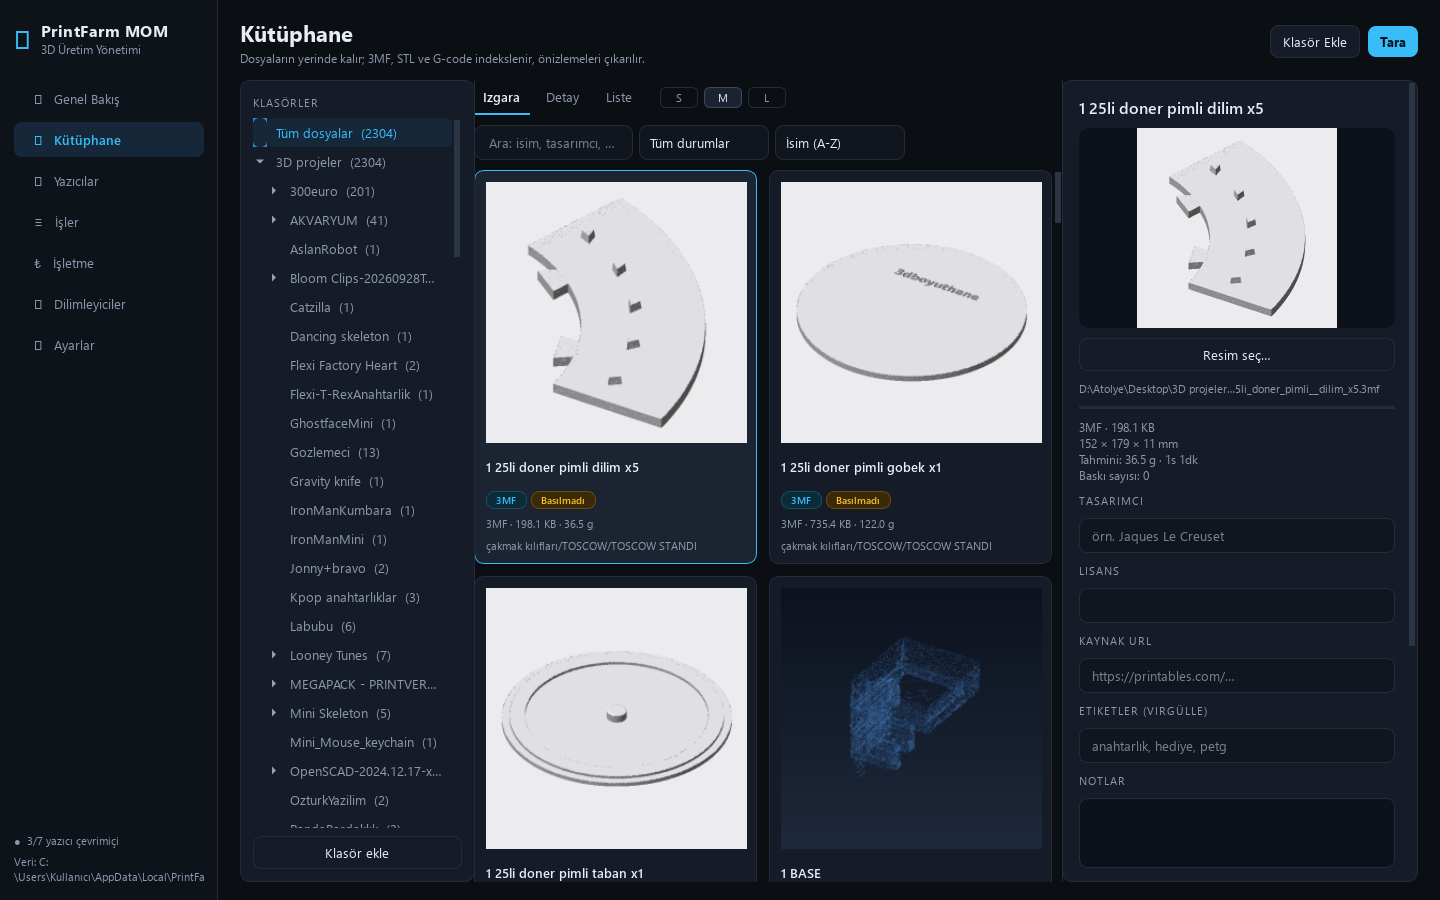 PrintFarm MOM
3D Üretim Yönetimi
Genel Bakış
Kütüphane
Yazıcılar
İşler
₺ İşletme
Dilimleyiciler
Ayarlar
● 3/7 yazıcı çevrimiçi
Veri: C:
\Users\Kullanıcı\AppData\Local\PrintFa
Kütüphane
Dosyaların yerinde kalır; 3MF, STL ve G-code indekslenir, önizlemeleri çıkarılır.
Klasör Ekle
Tara
KLASÖRLER
Tüm dosyalar (2304)
3D projeler (2304)
300euro (201)
AKVARYUM (41)
AslanRobot (1)
Bloom Clips-20260928T...
Catzilla (1)
Dancing skeleton (1)
Flexi Factory Heart (2)
Flexi-T-RexAnahtarlik (1)
GhostfaceMini (1)
Gozlemeci (13)
Gravity knife (1)
IronManKumbara (1)
IronManMini (1)
Jonny+bravo (2)
Kpop anahtarlıklar (3)
Labubu (6)
Looney Tunes (7)
MEGAPACK - PRINTVER...
Mini Skeleton (5)
Mini_Mouse_keychain (1)
OpenSCAD-2024.12.17-x...
OzturkYazilim (2)
Klasör ekle
Izgara Detay Liste S M L
Ara: isim, tasarımcı, ... Tüm durumlar İsim (A-Z)
3dboyuthane
1 25li doner pimli dilim x5
3MF Basılmadı
3MF · 198.1 KB · 36.5 g
çakmak kılıfları/TOSCOW/TOSCOW STANDI
1 25li doner pimli gobek x1
3MF Basılmadı
3MF · 735.4 KB · 122.0 g
çakmak kılıfları/TOSCOW/TOSCOW STANDI
1 25li doner pimli taban x1
1 BASE
1 25li doner pimli dilim x5
Resim seç...
D:\Atolye\Desktop\3D projeler...5li_doner_pimli__dilim_x5.3mf
3MF · 198.1 KB
152 × 179 × 11 mm
Tahmini: 36.5 g · 1s 1dk
Baskı sayısı: 0
TASARIMCI
örn. Jaques Le Creuset
LISANS
KAYNAK URL
https://printables.com/...
ETIKETLER (VIRGÜLLE)
anahtarlık, hediye, petg
NOTLAR